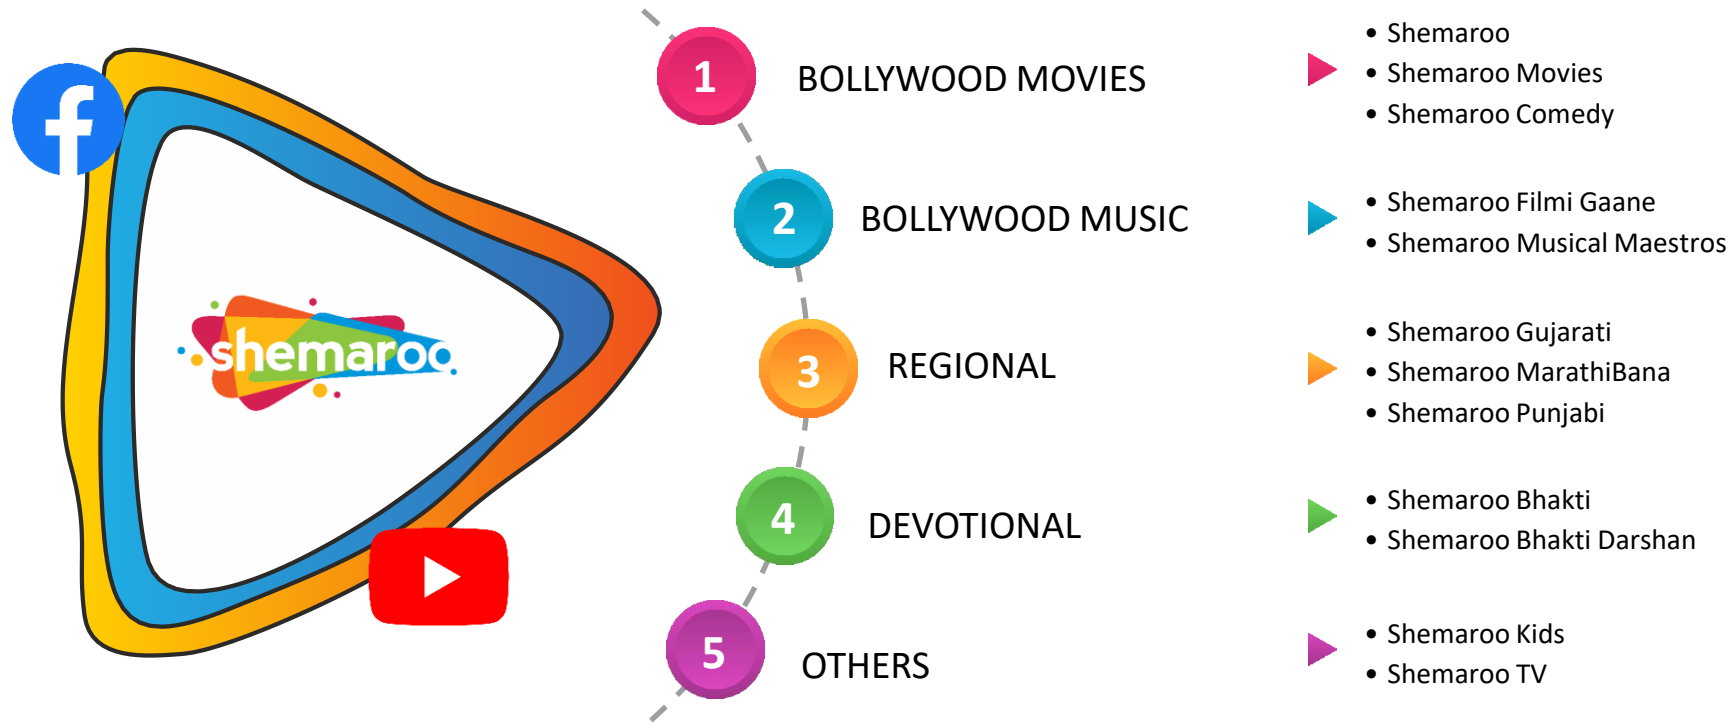 shemaroo
1
BOLLYWOOD MOVIES
• Shemaroo
• Shemaroo Movies
• Shemaroo Comedy
2
BOLLYWOOD MUSIC
• Shemaroo Filmi Gaane
• Shemaroo Musical Maestros
3
REGIONAL
• Shemaroo Gujarati
• Shemaroo MarathiBana
• Shemaroo Punjabi
4
DEVOTIONAL
• Shemaroo Bhakti
• Shemaroo Bhakti Darshan
5
OTHERS
• Shemaroo Kids
• Shemaroo TV